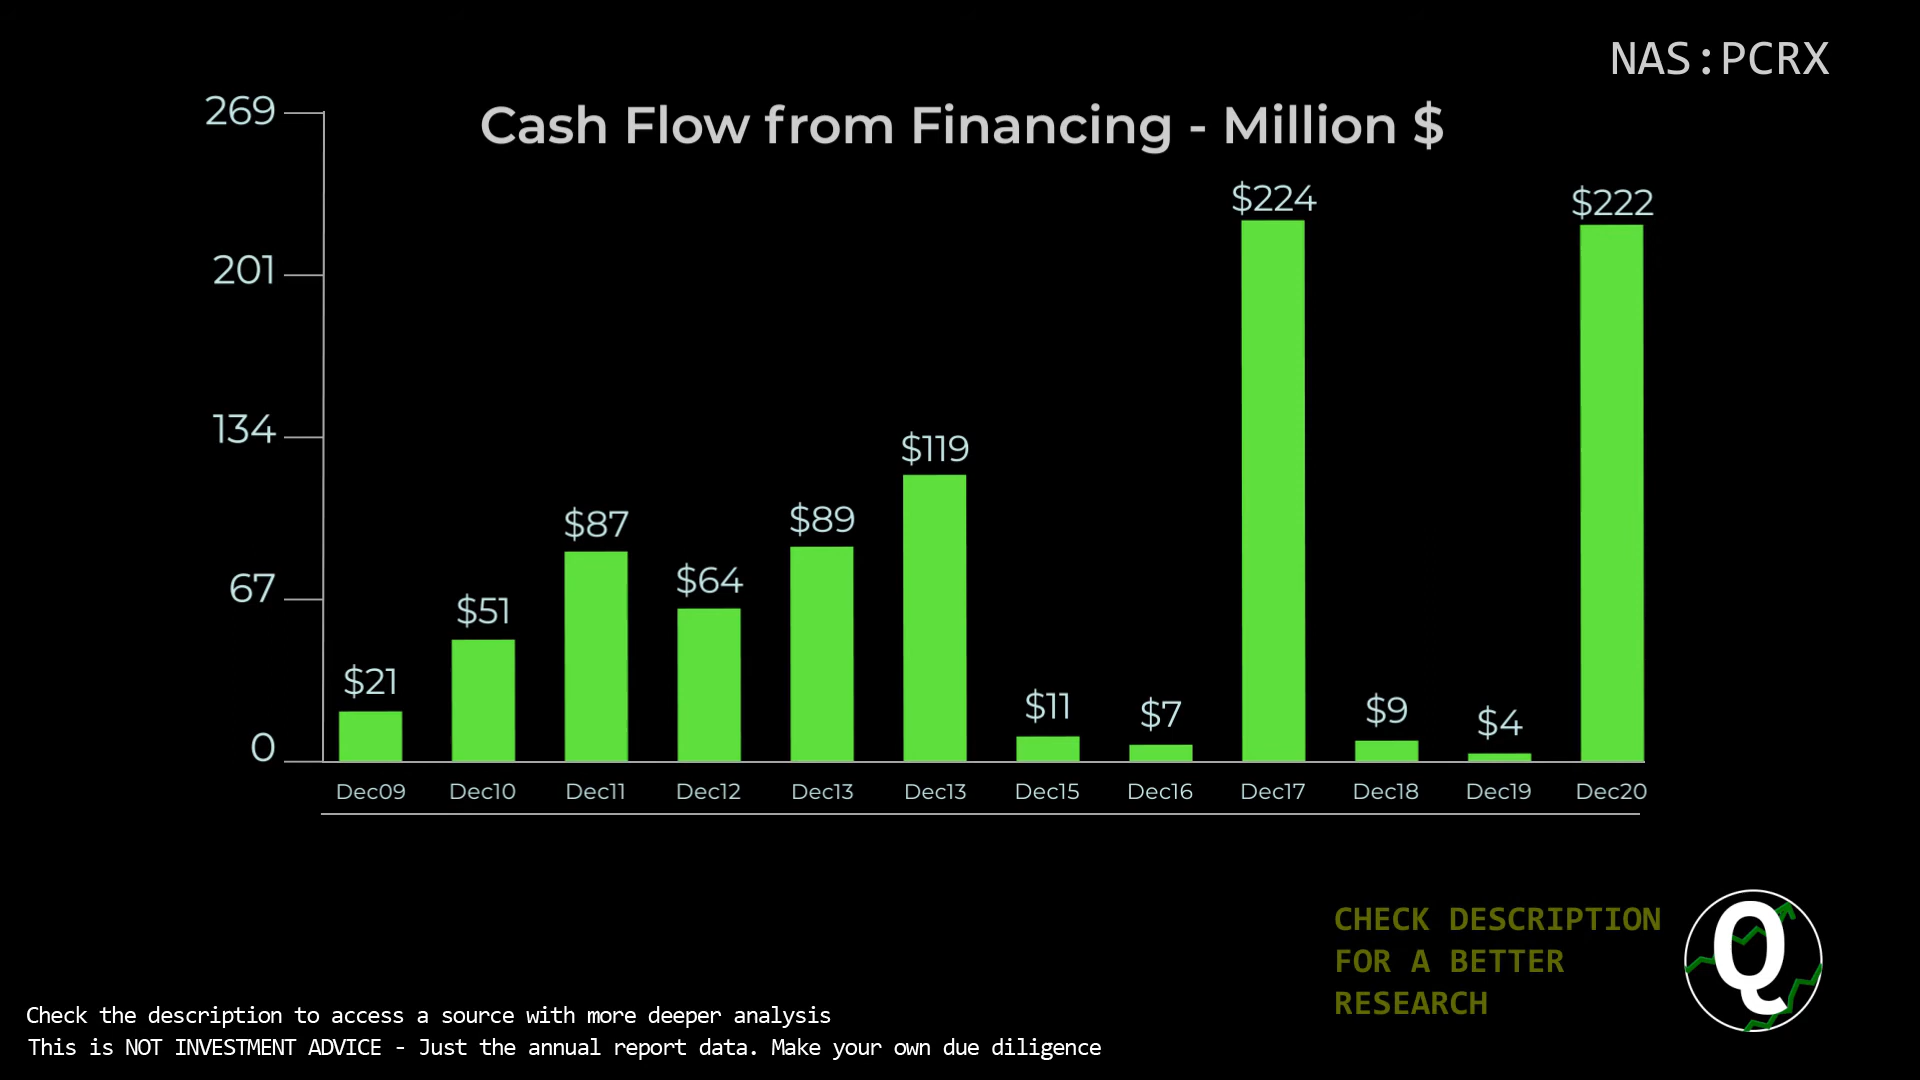 NAS:PCRX
Cash Flow from Financing - Million $
269
201
134
67
0
$21
$51
$87
$64
$89
$119
$11
$7
$224
$9
$4
$222
Dec09 Dec10 Dec11 Dec12 Dec13 Dec13 Dec15 Dec16 Dec17 Dec18 Dec19 Dec20
CHECK DESCRIPTION
FOR A BETTER
RESEARCH
Q
Check the description to access a source with more deeper analysis
This is NOT INVESTMENT ADVICE - Just the annual report data. Make your own due diligence